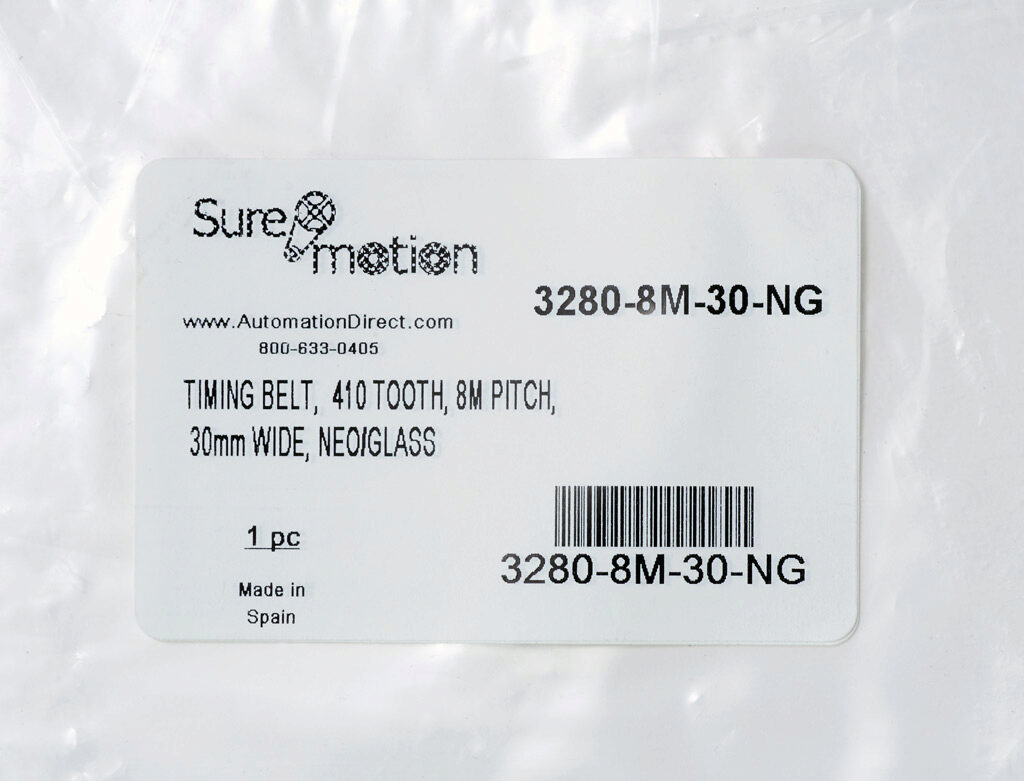 Sure
motion
3280-8M-30-NG
www.AutomationDirect.com
800-633-0405
TIMING BELT, 410 TOOTH, 8M PITCH,
30mm WIDE, NEO/GLASS
1 pc
3280-8M-30-NG
Made in
Spain